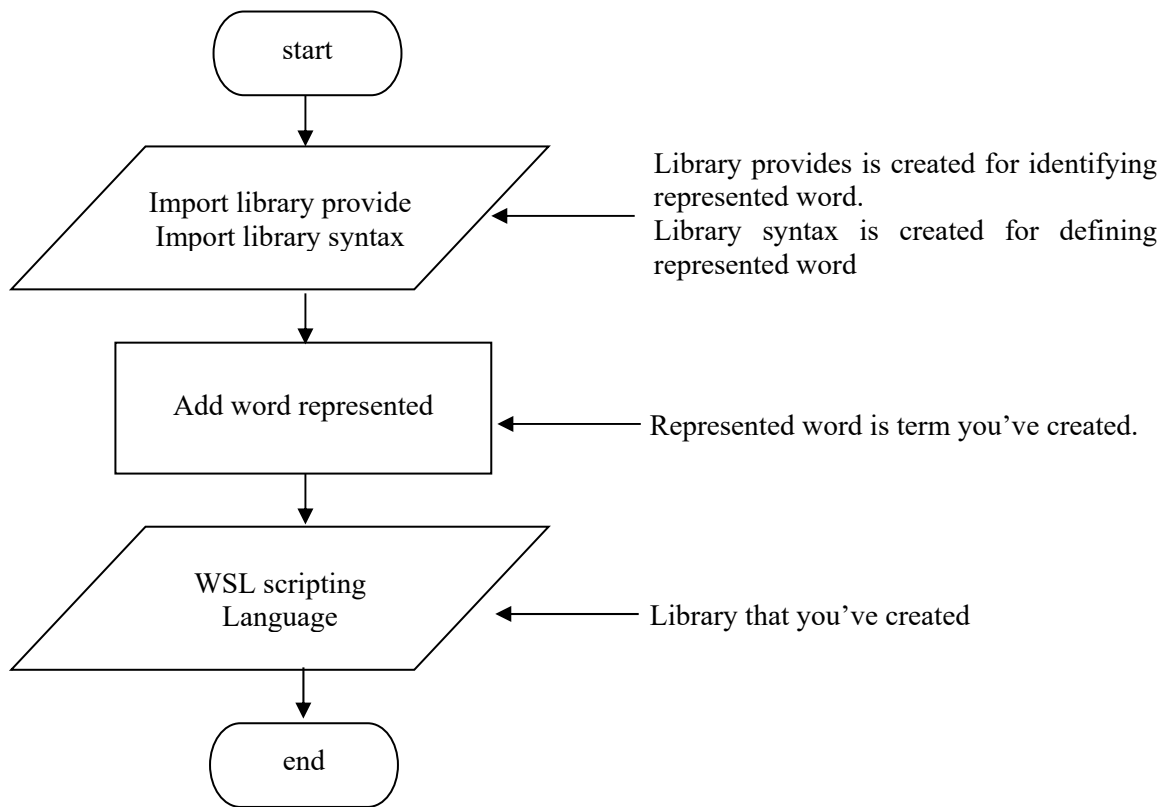 start
Import library provide
Import library syntax
Library provides is created for identifying
represented word.
Library syntax is created for defining
represented word
Add word represented
Represented word is term you’ve created.
WSL scripting
Language
Library that you’ve created
end